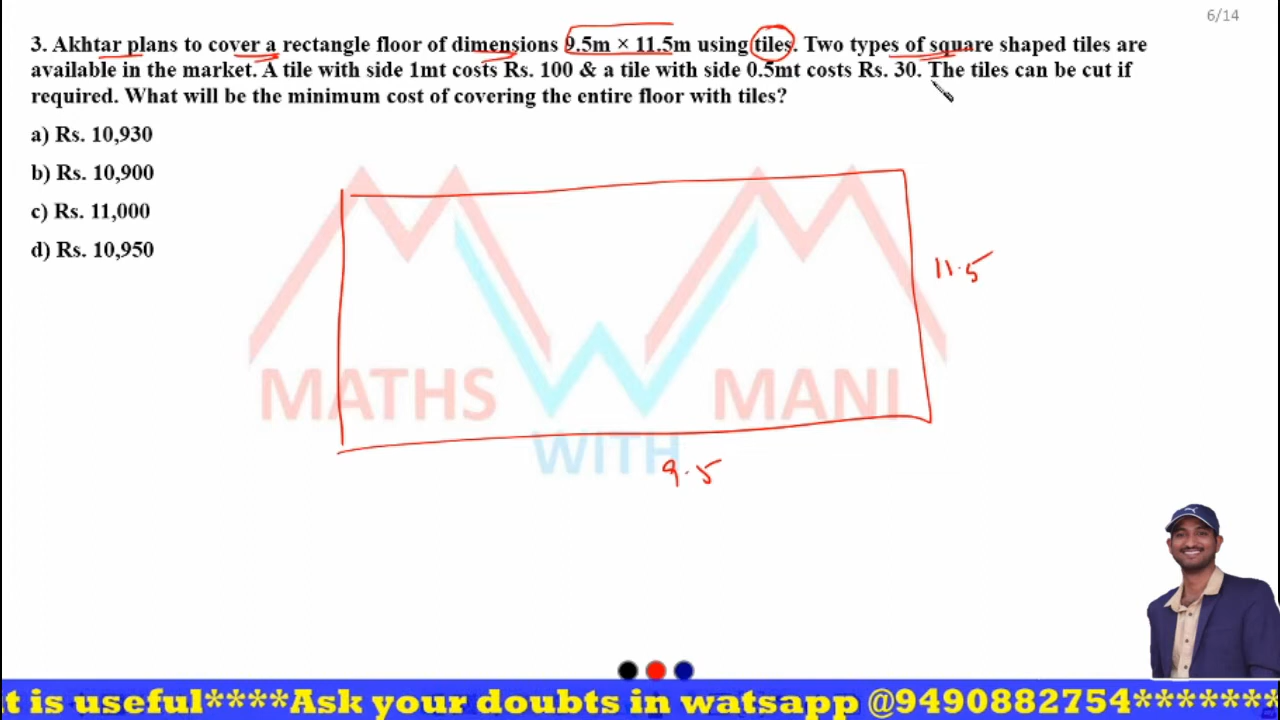 6/14
3. Akhtar plans to cover a rectangle floor of dimensions 9.5m × 11.5m using tiles. Two types of square shaped tiles are
available in the market. A tile with side 1mt costs Rs. 100 & a tile with side 0.5mt costs Rs. 30. The tiles can be cut if
required. What will be the minimum cost of covering the entire floor with tiles?
a) Rs. 10,930
b) Rs. 10,900
c) Rs. 11,000
d) Rs. 10,950
11.5
MATHS MANI
WITH
9.5
it is useful****Ask your doubts in watsapp @9490882754*******